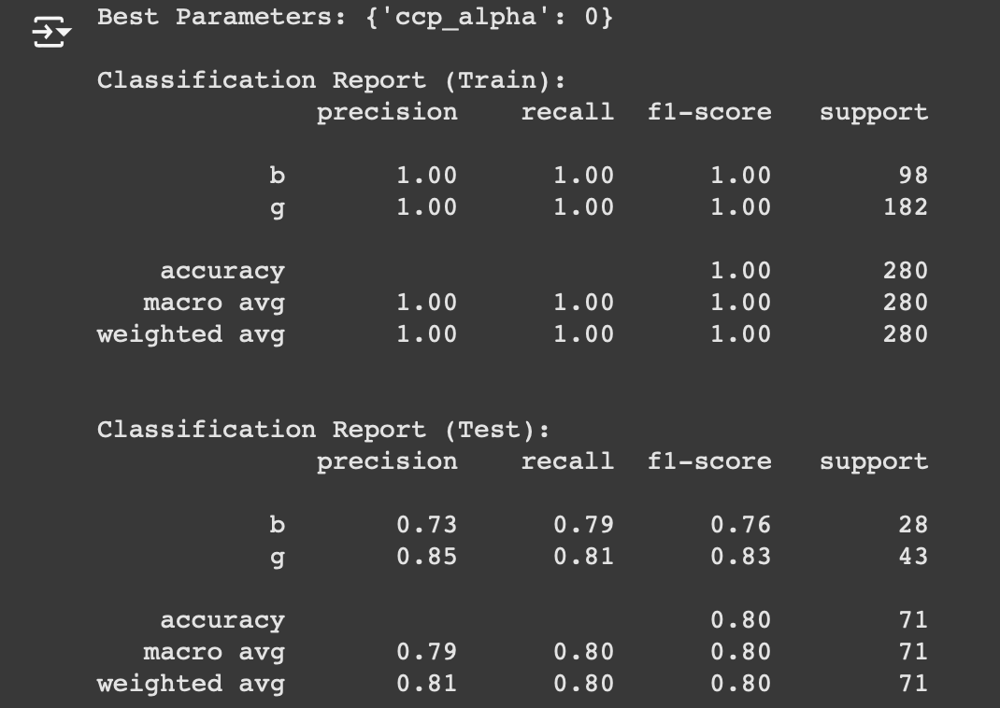 Best Parameters: {'ccp_alpha': 0}
Classification Report (Train):
precision recall f1-score support
b 1.00 1.00 1.00 98
g 1.00 1.00 1.00 182
accuracy 1.00 280
macro avg 1.00 1.00 1.00 280
weighted avg 1.00 1.00 1.00 280
Classification Report (Test):
precision recall f1-score support
b 0.73 0.79 0.76 28
g 0.85 0.81 0.83 43
accuracy 0.80 71
macro avg 0.79 0.80 0.80 71
weighted avg 0.81 0.80 0.80 71